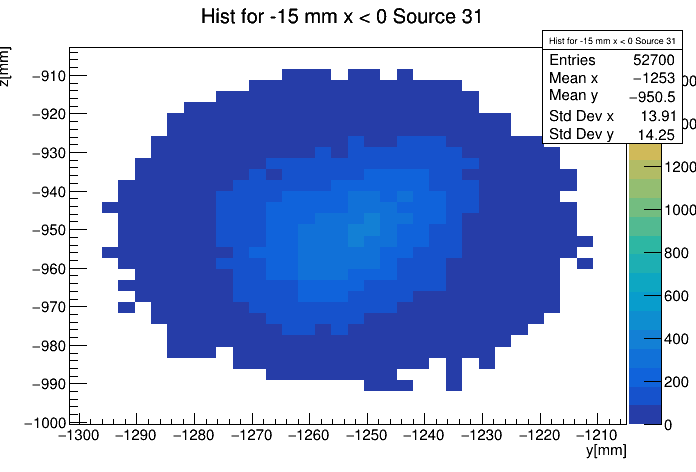 Hist for -15 mm x < 0 Source 31
Hist for -15 mm x < 0 Source 31
Entries 52700
Mean x −1253
Mean y −950.5
Std Dev x 13.91
Std Dev y 14.25
z[mm]
−910
−920
−930
−940
−950
−960
−970
−980
−990
−1000
−1300 −1290 −1280 −1270 −1260 −1250 −1240 −1230 −1220 −1210
y[mm]
1200
1000
800
600
400
200
0